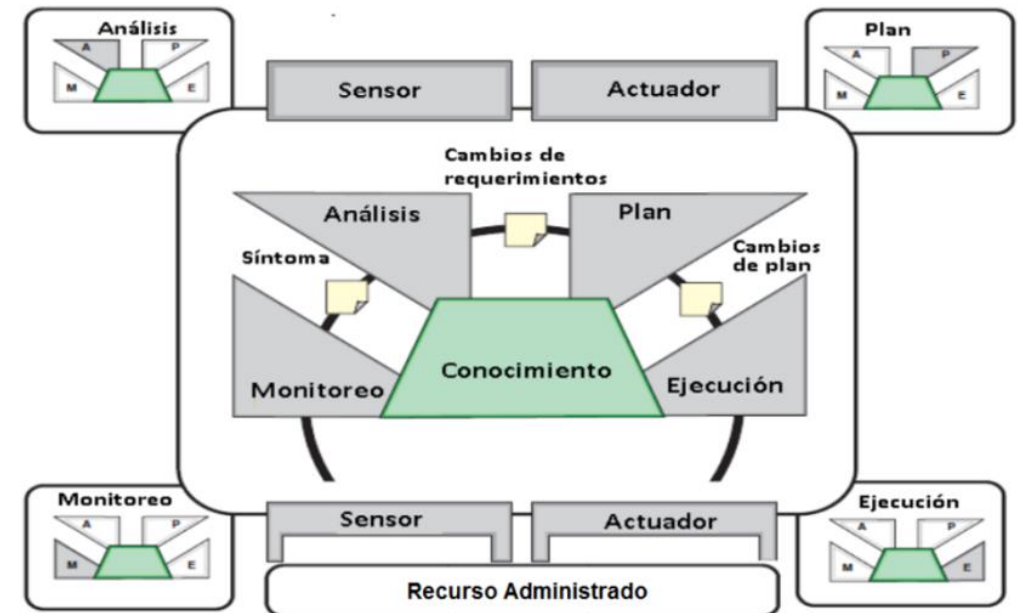 Análisis
A
P
M
E
Plan
A
P
M
E
Sensor
Actuador
Cambios de
requerimientos
Análisis
Plan
Síntoma
Cambios
de plan
Conocimiento
Monitoreo
Ejecución
Monitoreo
A
P
M
E
Sensor
Actuador
Ejecución
A
P
M
E
Recurso Administrado